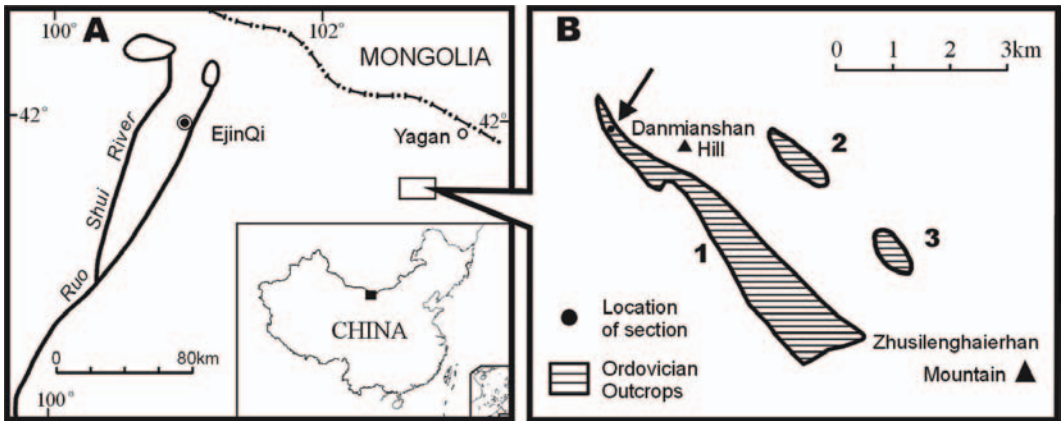 A
100°
102°
MONGOLIA
42°
42°
EjinQi
Yagan
River
Shui
Ruo
CHINA
0 80km
100°
B
0 1 2 3km
Danmianshan
Hill
2
3
1
Location
of section
Ordovician
Outcrops
Zhusilenghaierhan
Mountain